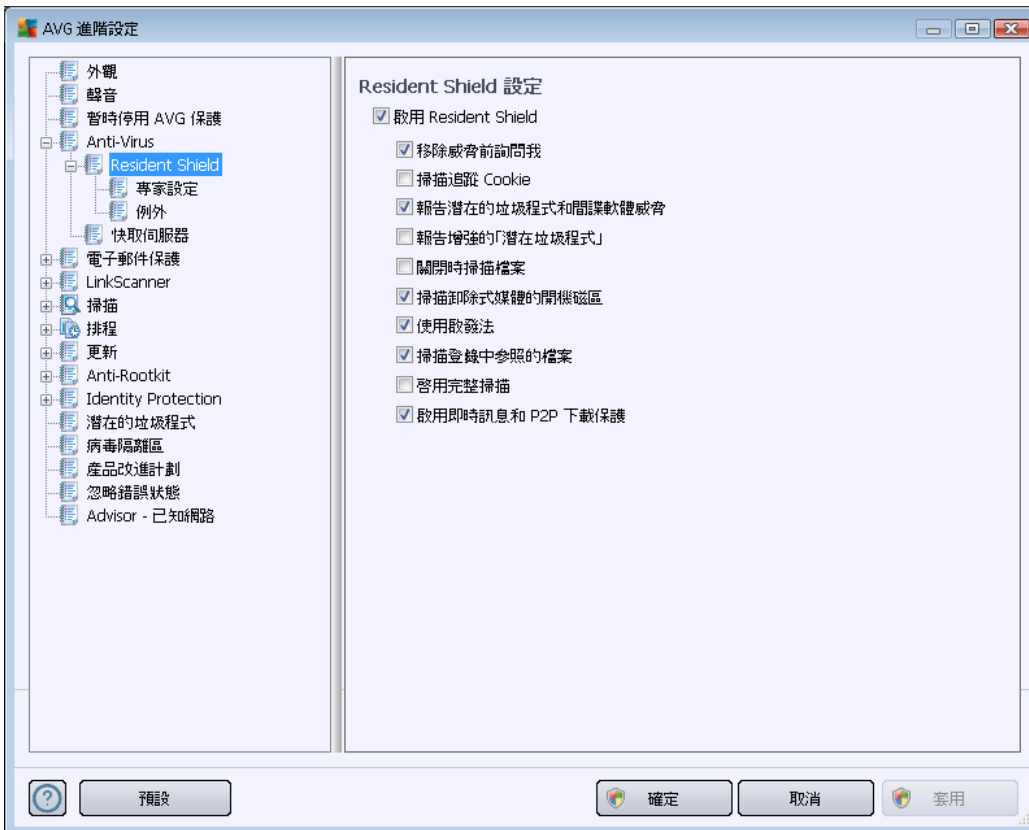 AVG 進階設定
外觀
聲音
暫時停用 AVG 保護
Anti-Virus
Resident Shield
專家設定
例外
快取伺服器
電子郵件保護
LinkScanner
掃描
排程
更新
Anti-Rootkit
Identity Protection
潛在的垃圾程式
病毒隔離區
產品改進計劃
忽略錯誤狀態
Advisor - 已知網路
Resident Shield 設定
啟用 Resident Shield
移除威脅前詢問我
掃描追蹤 Cookie
報告潛在的垃圾程式和間諜軟體威脅
報告增強的「潛在垃圾程式」
關閉時掃描檔案
掃描卸除式媒體的開機磁區
使用啟發法
掃描登錄中參照的檔案
啓用完整掃描
啟用即時訊息和 P2P 下載保護
預設
確定
取消
套用